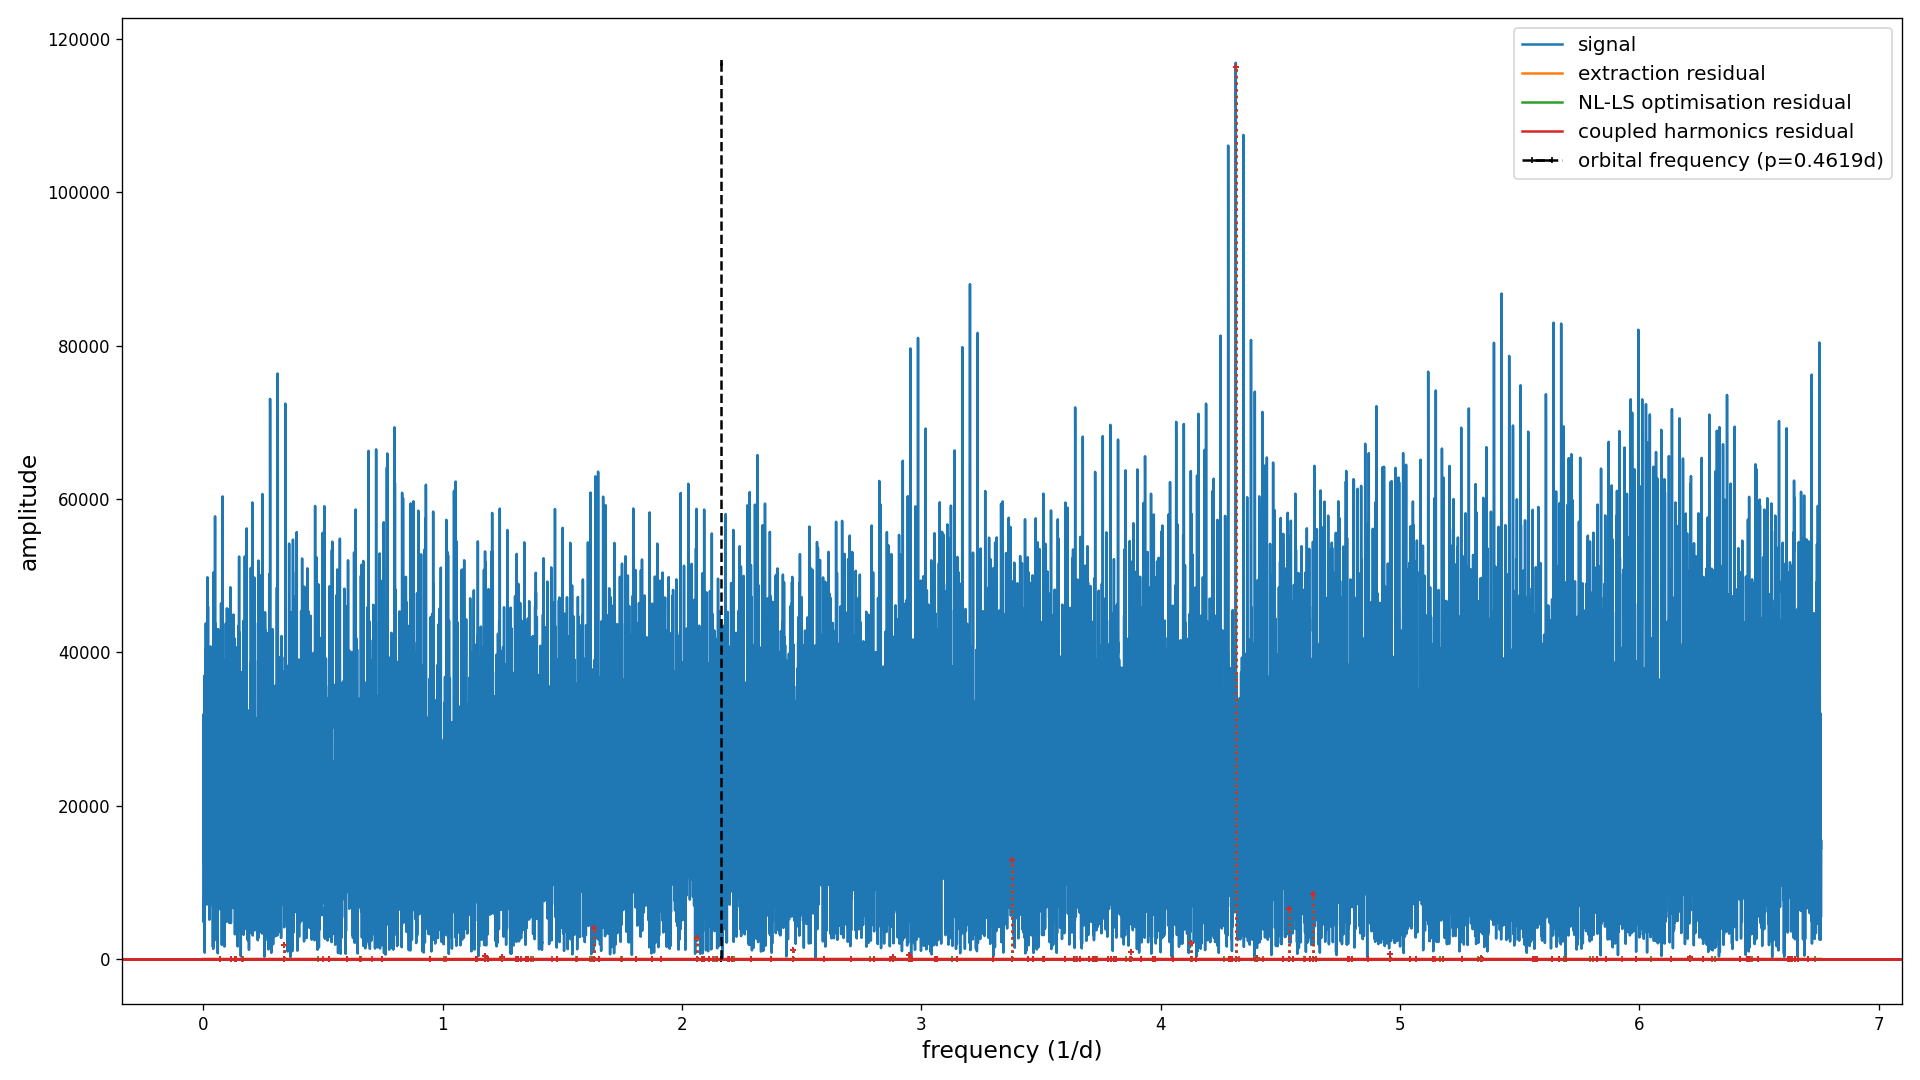 120000
100000
80000
60000
40000
20000
0
amplitude
signal
extraction residual
NL-LS optimisation residual
coupled harmonics residual
orbital frequency (p=0.4619d)
0 1 2 3 4 5 6 7
frequency (1/d)